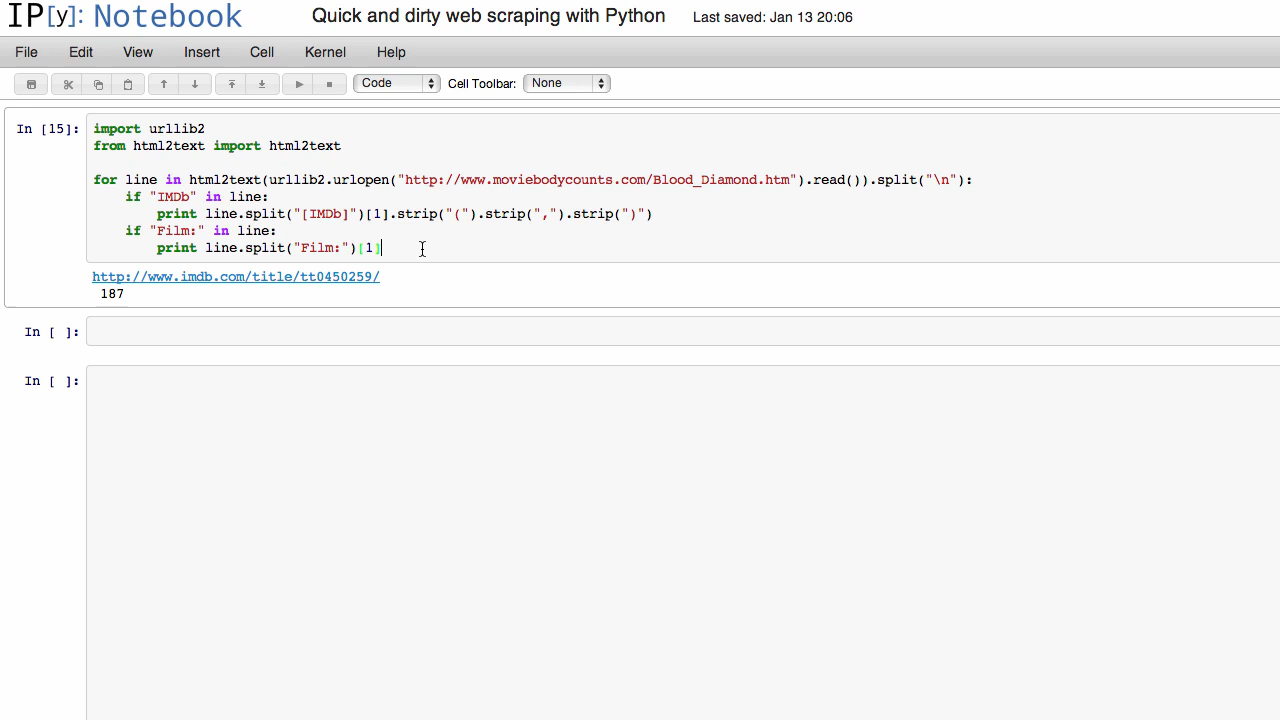 IP[y]: Notebook Quick and dirty web scraping with Python Last saved: Jan 13 20:06
File Edit View Insert Cell Kernel Help
Code Cell Toolbar: None
In [15]: import urllib2
from html2text import html2text
for line in html2text(urllib2.urlopen("http://www.moviebodycounts.com/Blood_Diamond.htm").read()).split("\n"):
    if "IMDb" in line:
        print line.split("[IMDb]")[1].strip("(").strip(",").strip(")")
    if "Film:" in line:
        print line.split("Film:")[1]
http://www.imdb.com/title/tt0450259/
187
In [ ]:
In [ ]: